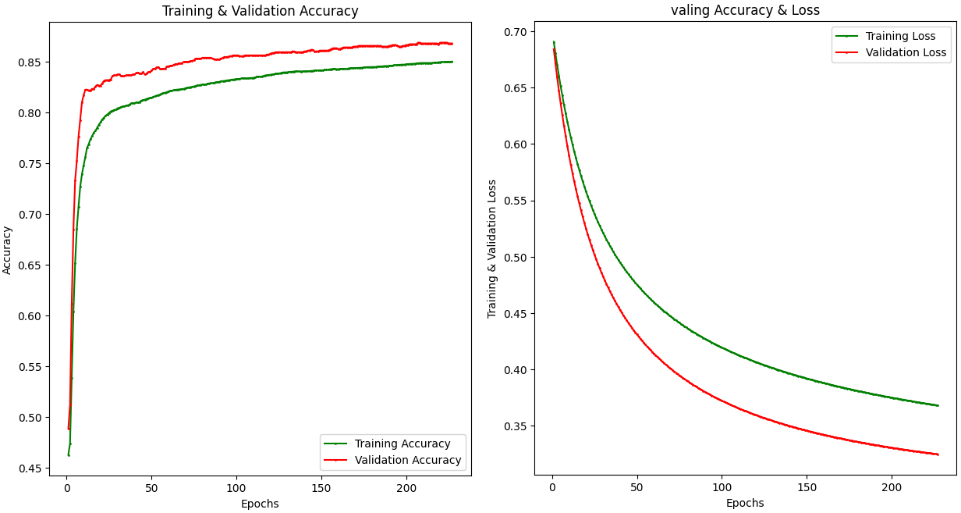 Training & Validation Accuracy
Accuracy
0.85
0.80
0.75
0.70
0.65
0.60
0.55
0.50
0.45
Training Accuracy
Validation Accuracy
0 50 100 150 200
Epochs
valing Accuracy & Loss
Training & Validation Loss
0.70
0.65
0.60
0.55
0.50
0.45
0.40
0.35
Training Loss
Validation Loss
0 50 100 150 200
Epochs